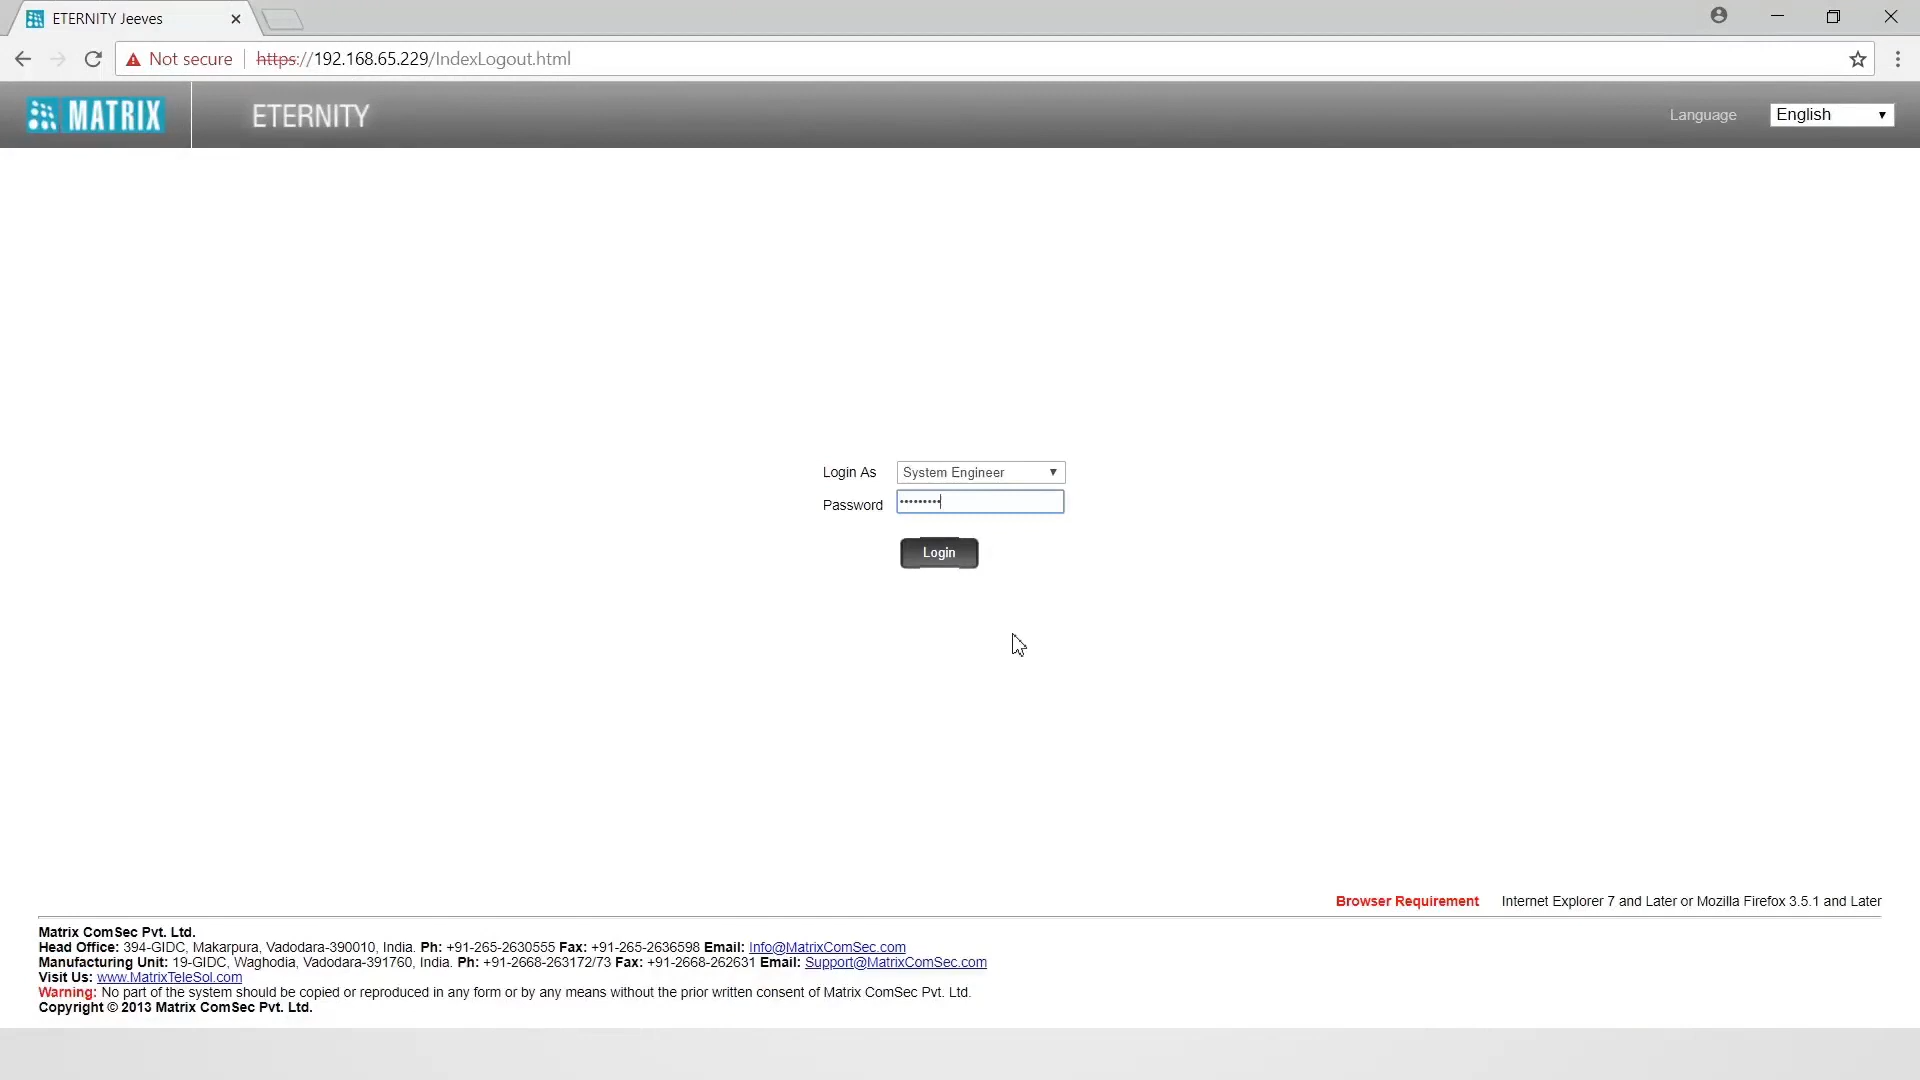 ETERNITY Jeeves
Not secure https://192.168.65.229/IndexLogout.html
MATRIX ETERNITY Language English
Login As System Engineer
Password •••••••••
Login
Browser Requirement Internet Explorer 7 and Later or Mozilla Firefox 3.5.1 and Later
Matrix ComSec Pvt. Ltd.
Head Office: 394-GIDC, Makarpura, Vadodara-390010, India. Ph: +91-265-2630555 Fax: +91-265-2636598 Email: Info@MatrixComSec.com
Manufacturing Unit: 19-GIDC, Waghodia, Vadodara-391760, India. Ph: +91-2668-263172/73 Fax: +91-2668-262631 Email: Support@MatrixComSec.com
Visit Us: www.MatrixTeleSol.com
Warning: No part of the system should be copied or reproduced in any form or by any means without the prior written consent of Matrix ComSec Pvt. Ltd.
Copyright © 2013 Matrix ComSec Pvt. Ltd.